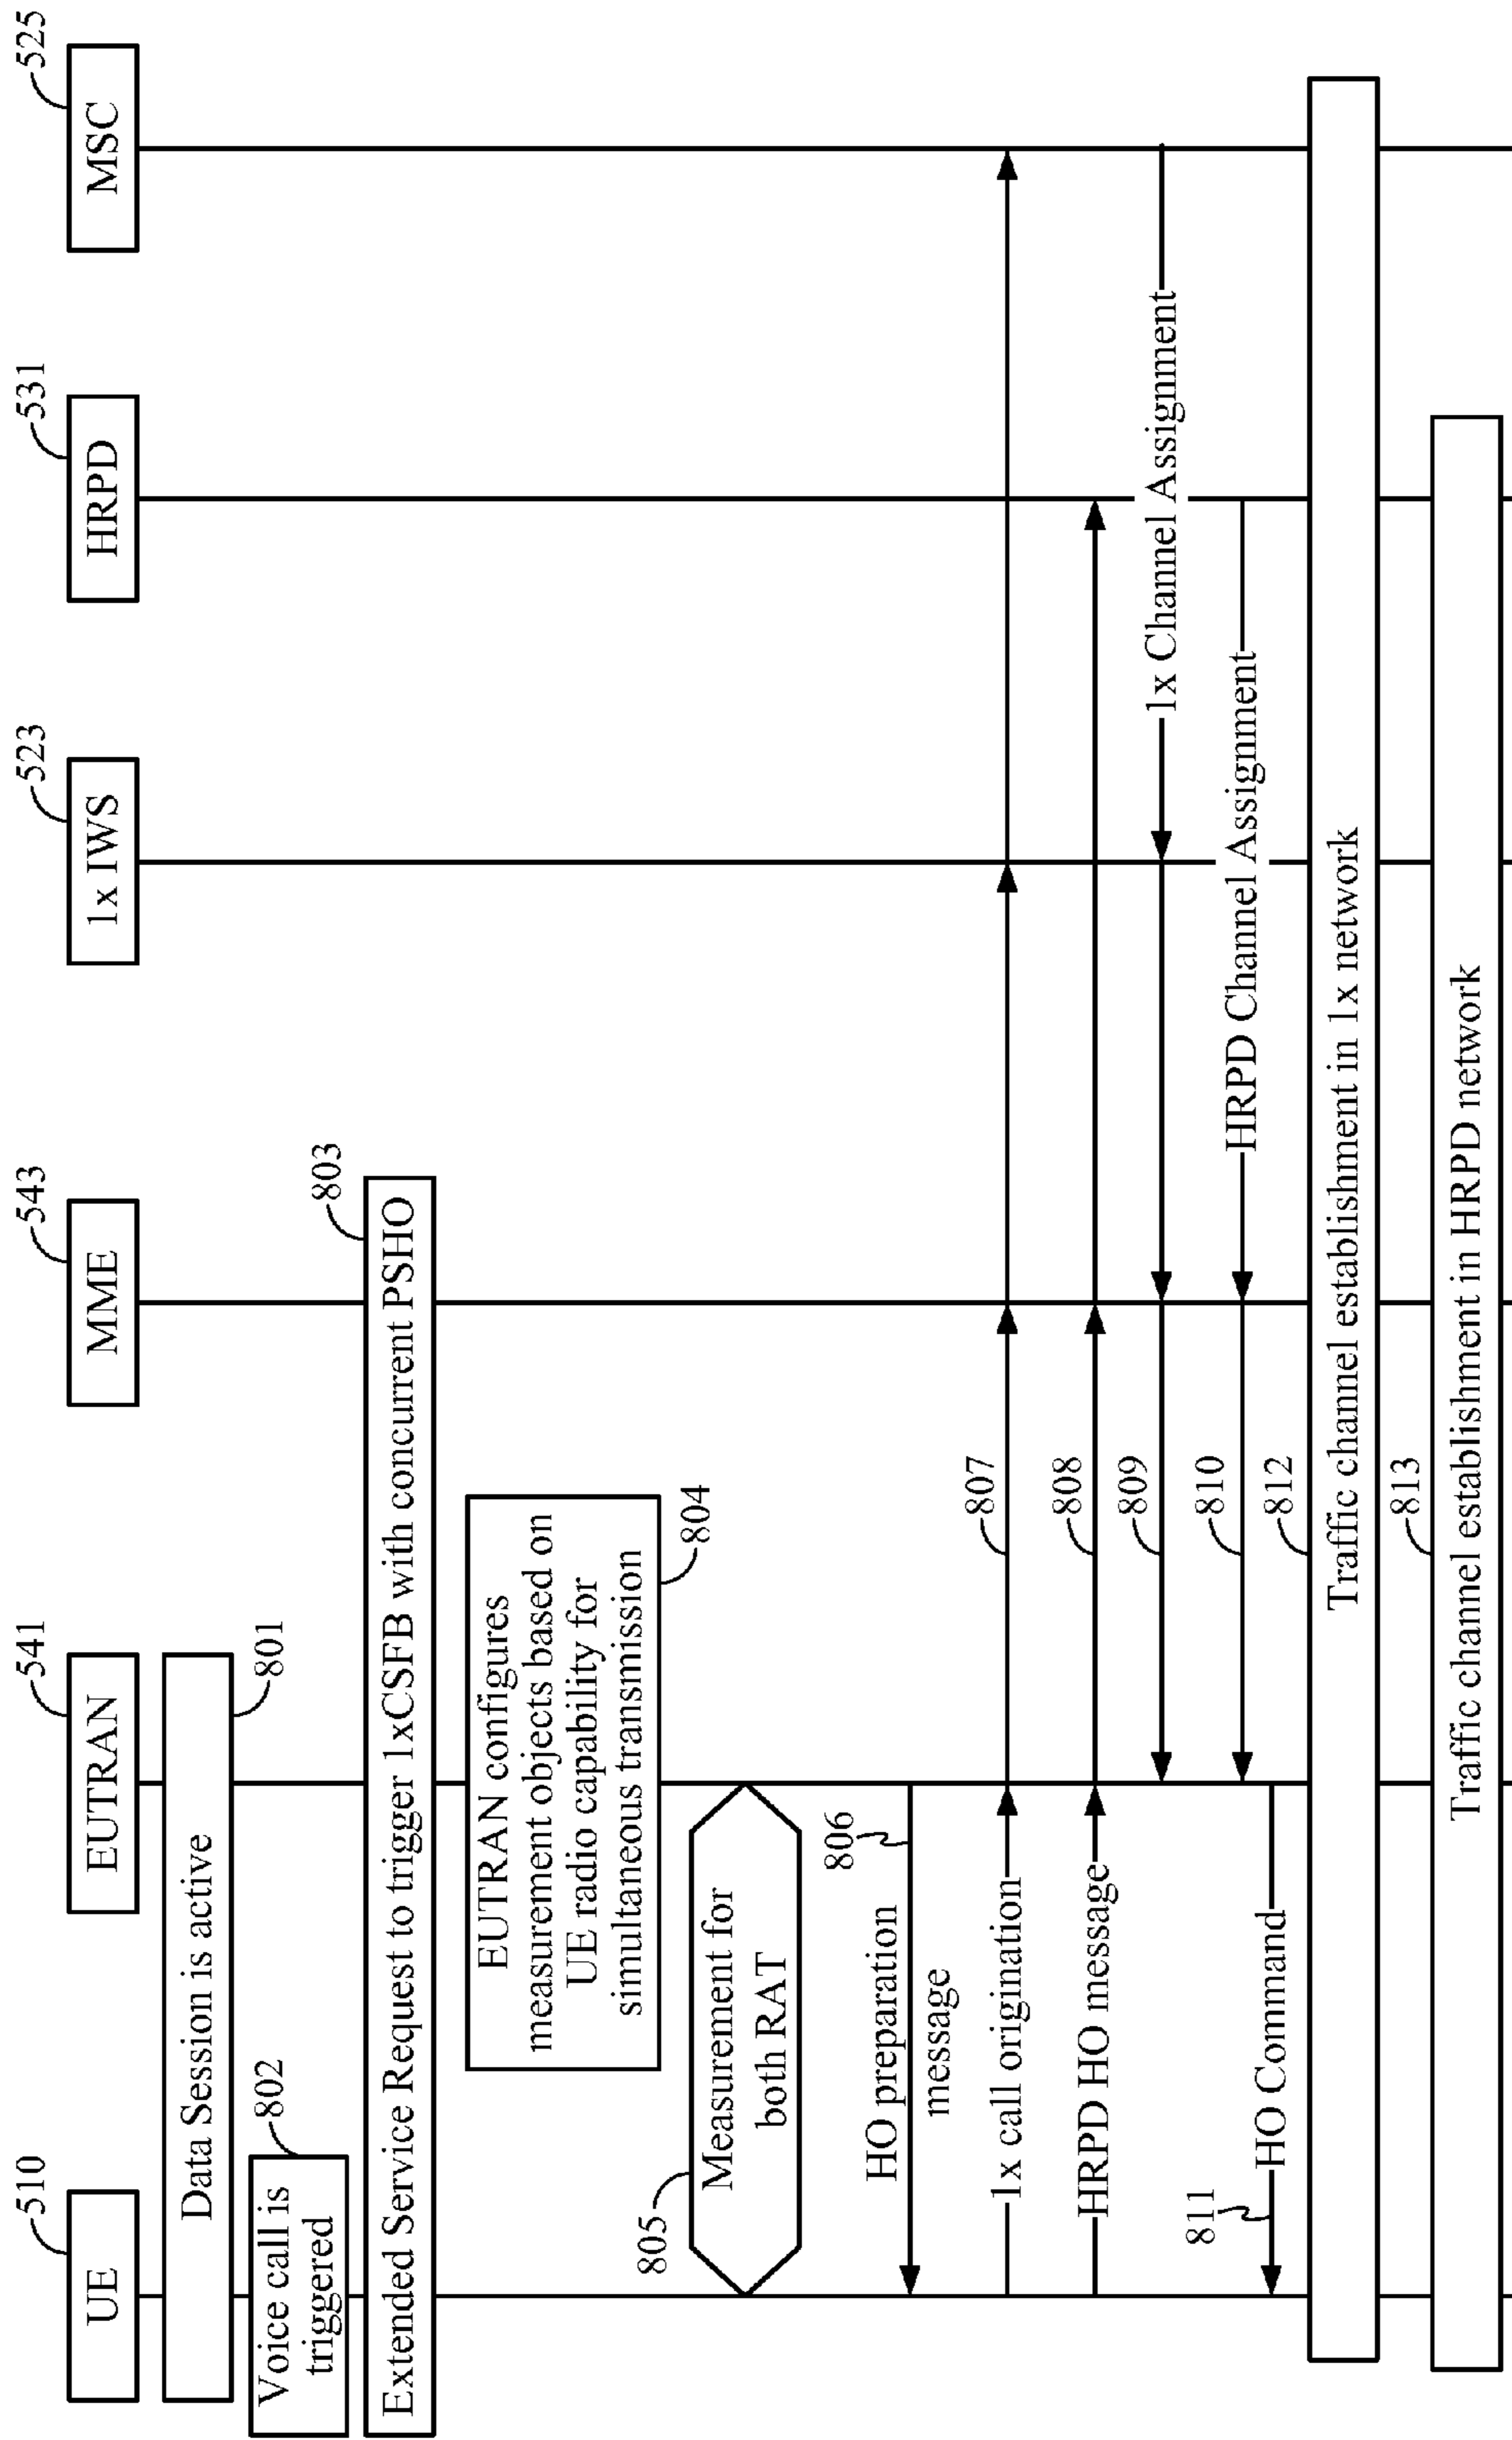 UE
510
EUTRAN
541
MME
543
1x IWS
523
HRPD
531
MSC
525
Data Session is active
801
Voice call is
triggered
802
Extended Service Request to trigger 1xCSFB with concurrent PSHO
803
EUTRAN configures
measurement objects based on
UE radio capability for
simultaneous transmission
804
805
Measurement for
both RAT
HO preparation
message
806
1x call origination
807
HRPD HO message
808
809
1x Channel Assignment
810
HRPD Channel Assignment
811
HO Command
812
Traffic channel establishment in 1x network
813
Traffic channel establishment in HRPD network